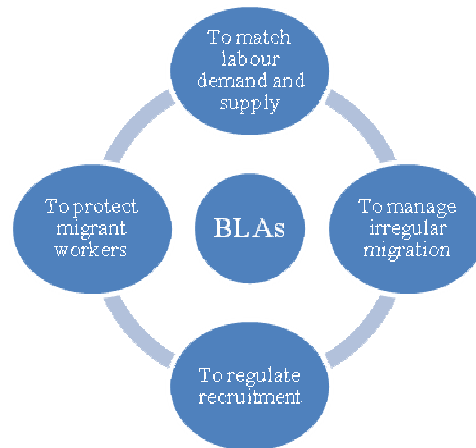 To match
labour
demand and
supply
To protect
migrant
workers
BLAs
To manage
irregular
migration
To regulate
recruitment